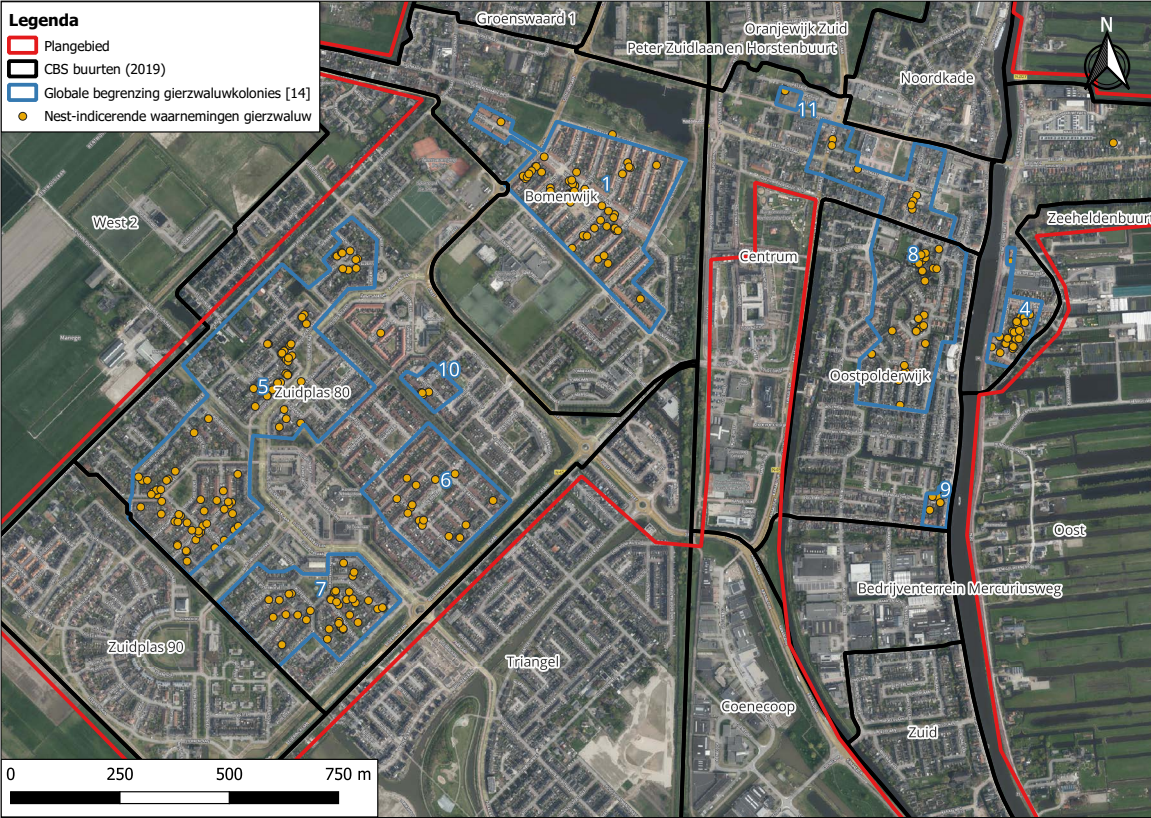 Legenda
Plangebied
CBS buurten (2019)
Globale begrenzing gierzwaluwkolonies [14]
Nest-indicerende waarnemingen gierzwaluw
Groenswaard 1
Oranjewijk Zuid
Peter Zuidlaan en Horstenbuurt
Noordkade
N
11
1
Bomenwijk
West 2
Zeeheldenbuurt
Centrum
8
4
10
5
Zuidplas 80
Oostpolderwijk
6
9
Oost
7
Bedrijventerrein Mercuriusweg
Zuidplas 90
Triangel
Coenecoop
Zuid
0 250 500 750 m